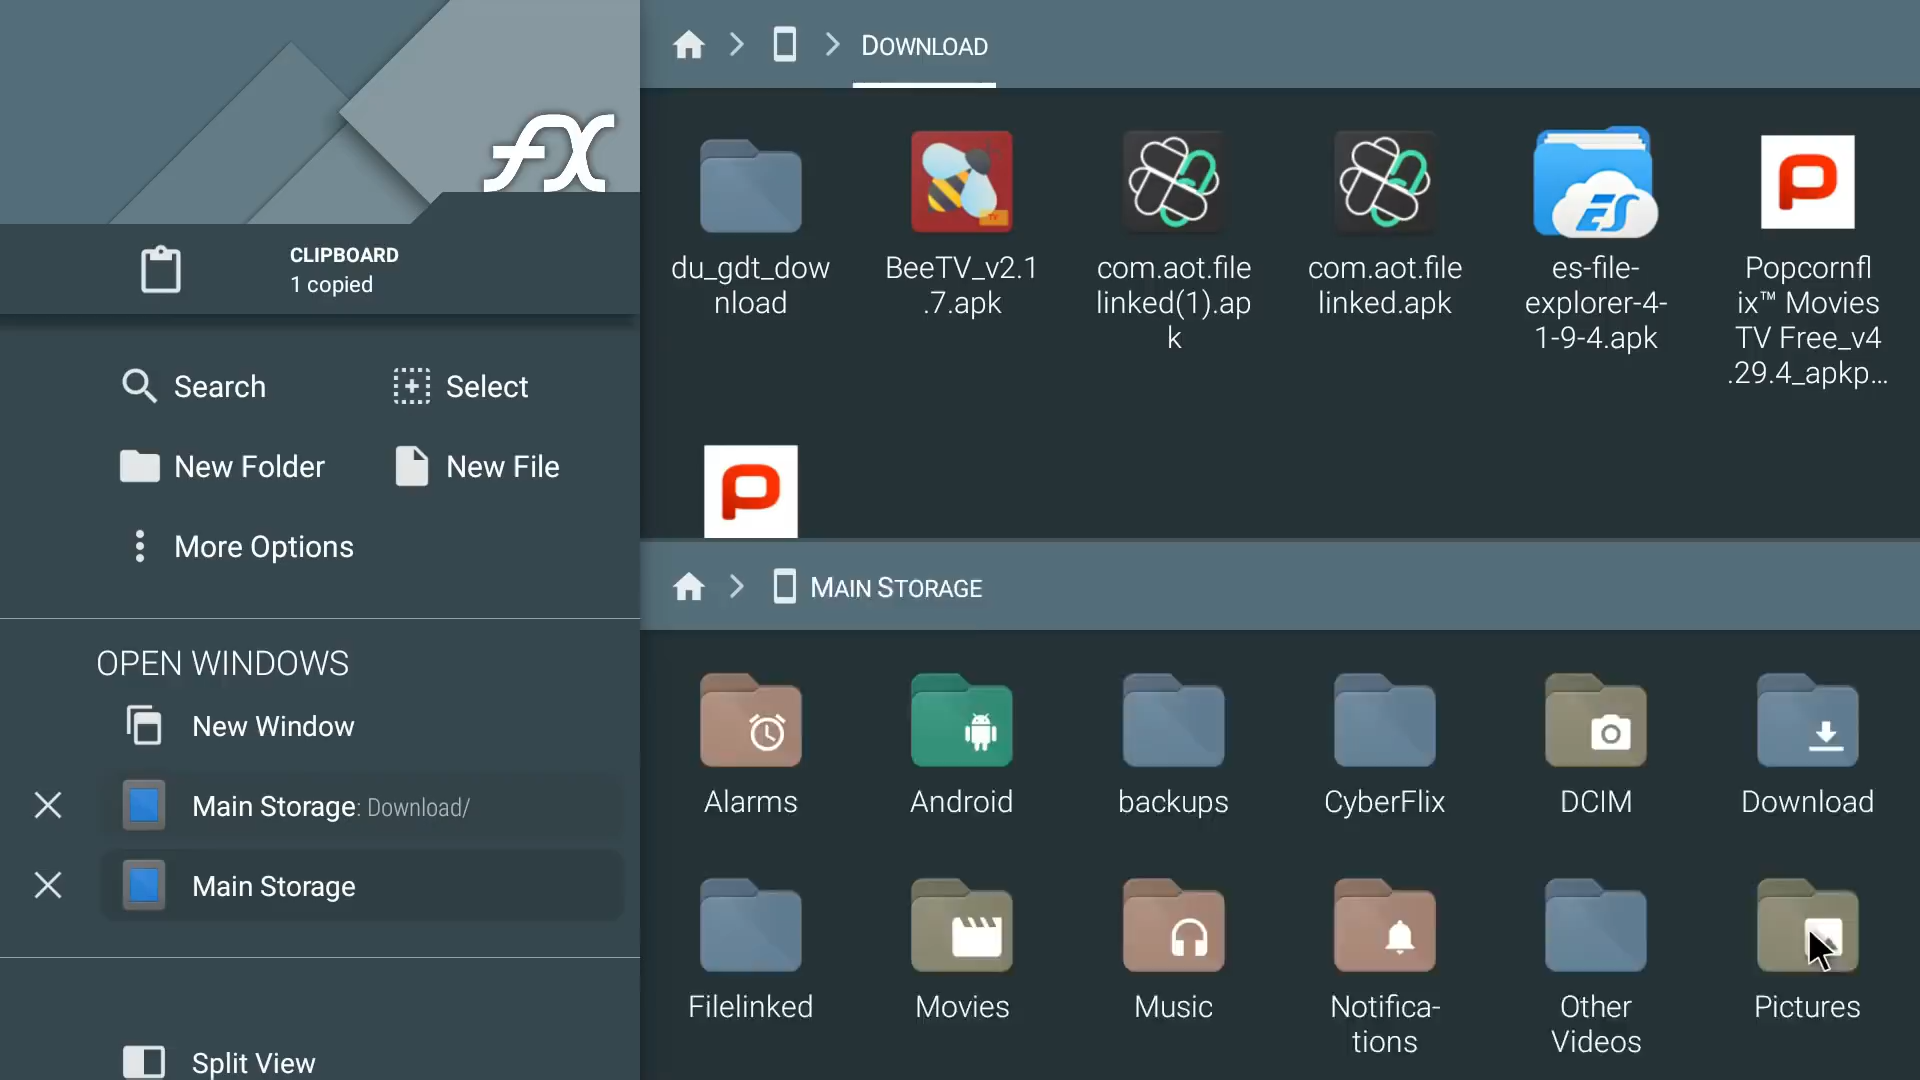 fX
CLIPBOARD
1 copied
Search
Select
New Folder
New File
More Options
OPEN WINDOWS
New Window
Main Storage: Download/
Main Storage
Split View
DOWNLOAD
du_gdt_dow
nload
BeeTV_v2.1
.7.apk
com.aot.file
linked(1).ap
k
com.aot.file
linked.apk
ES
es-file-
explorer-4-
1-9-4.apk
Popcornfl
ix™ Movies
TV Free_v4
.29.4_apkp...
MAIN STORAGE
Alarms
Android
backups
CyberFlix
DCIM
Download
Filelinked
Movies
Music
Notifica-
tions
Other
Videos
Pictures